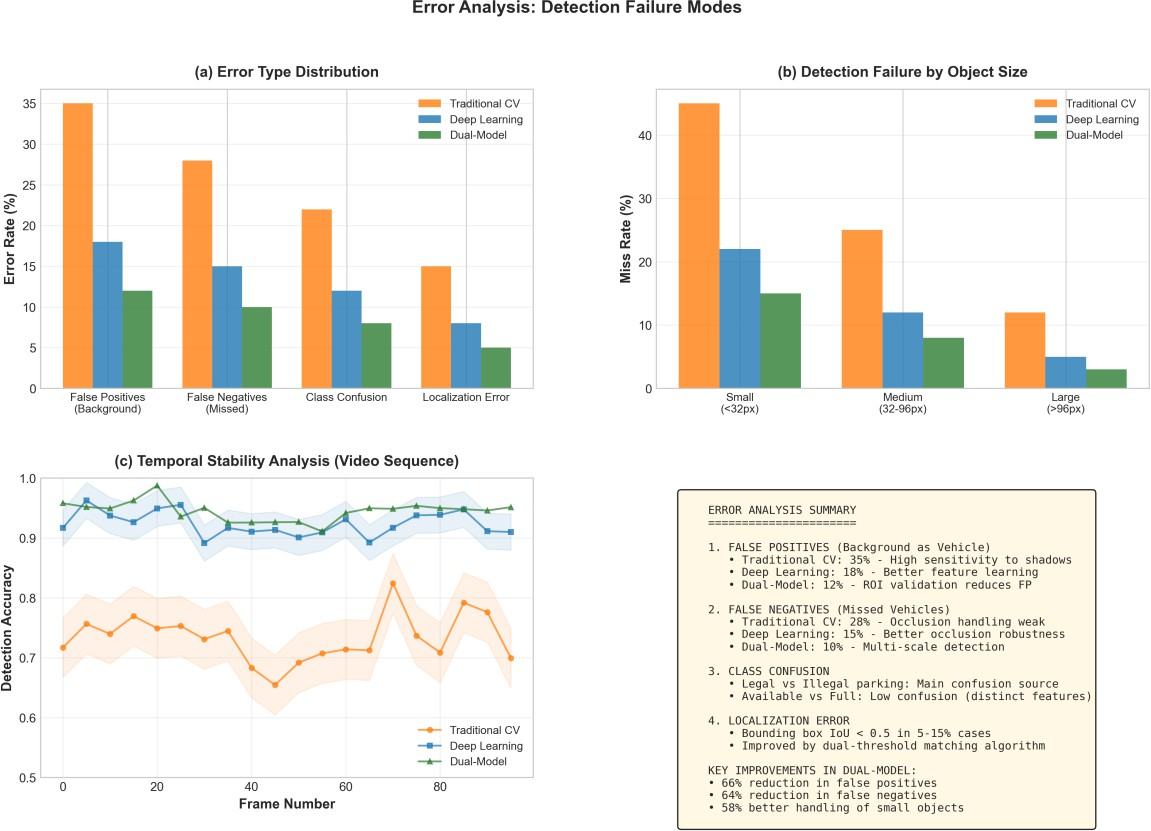 Error Analysis: Detection Failure Modes
(a) Error Type Distribution
Error Rate (%)
35
30
25
20
15
10
5
0
Traditional CV
Deep Learning
Dual-Model
False Positives
(Background)
False Negatives
(Missed)
Class Confusion
Localization Error
(b) Detection Failure by Object Size
Miss Rate (%)
40
30
20
10
0
Traditional CV
Deep Learning
Dual-Model
Small
(<32px)
Medium
(32-96px)
Large
(>96px)
(c) Temporal Stability Analysis (Video Sequence)
Detection Accuracy
1.0
0.9
0.8
0.7
0.6
0.5
Traditional CV
Deep Learning
Dual-Model
0
20
40
60
80
Frame Number
ERROR ANALYSIS SUMMARY
======================
1. FALSE POSITIVES (Background as Vehicle)
• Traditional CV: 35% - High sensitivity to shadows
• Deep Learning: 18% - Better feature learning
• Dual-Model: 12% - ROI validation reduces FP
2. FALSE NEGATIVES (Missed Vehicles)
• Traditional CV: 28% - Occlusion handling weak
• Deep Learning: 15% - Better occlusion robustness
• Dual-Model: 10% - Multi-scale detection
3. CLASS CONFUSION
• Legal vs Illegal parking: Main confusion source
• Available vs Full: Low confusion (distinct features)
4. LOCALIZATION ERROR
• Bounding box IoU < 0.5 in 5-15% cases
• Improved by dual-threshold matching algorithm
KEY IMPROVEMENTS IN DUAL-MODEL:
• 66% reduction in false positives
• 64% reduction in false negatives
• 58% better handling of small objects